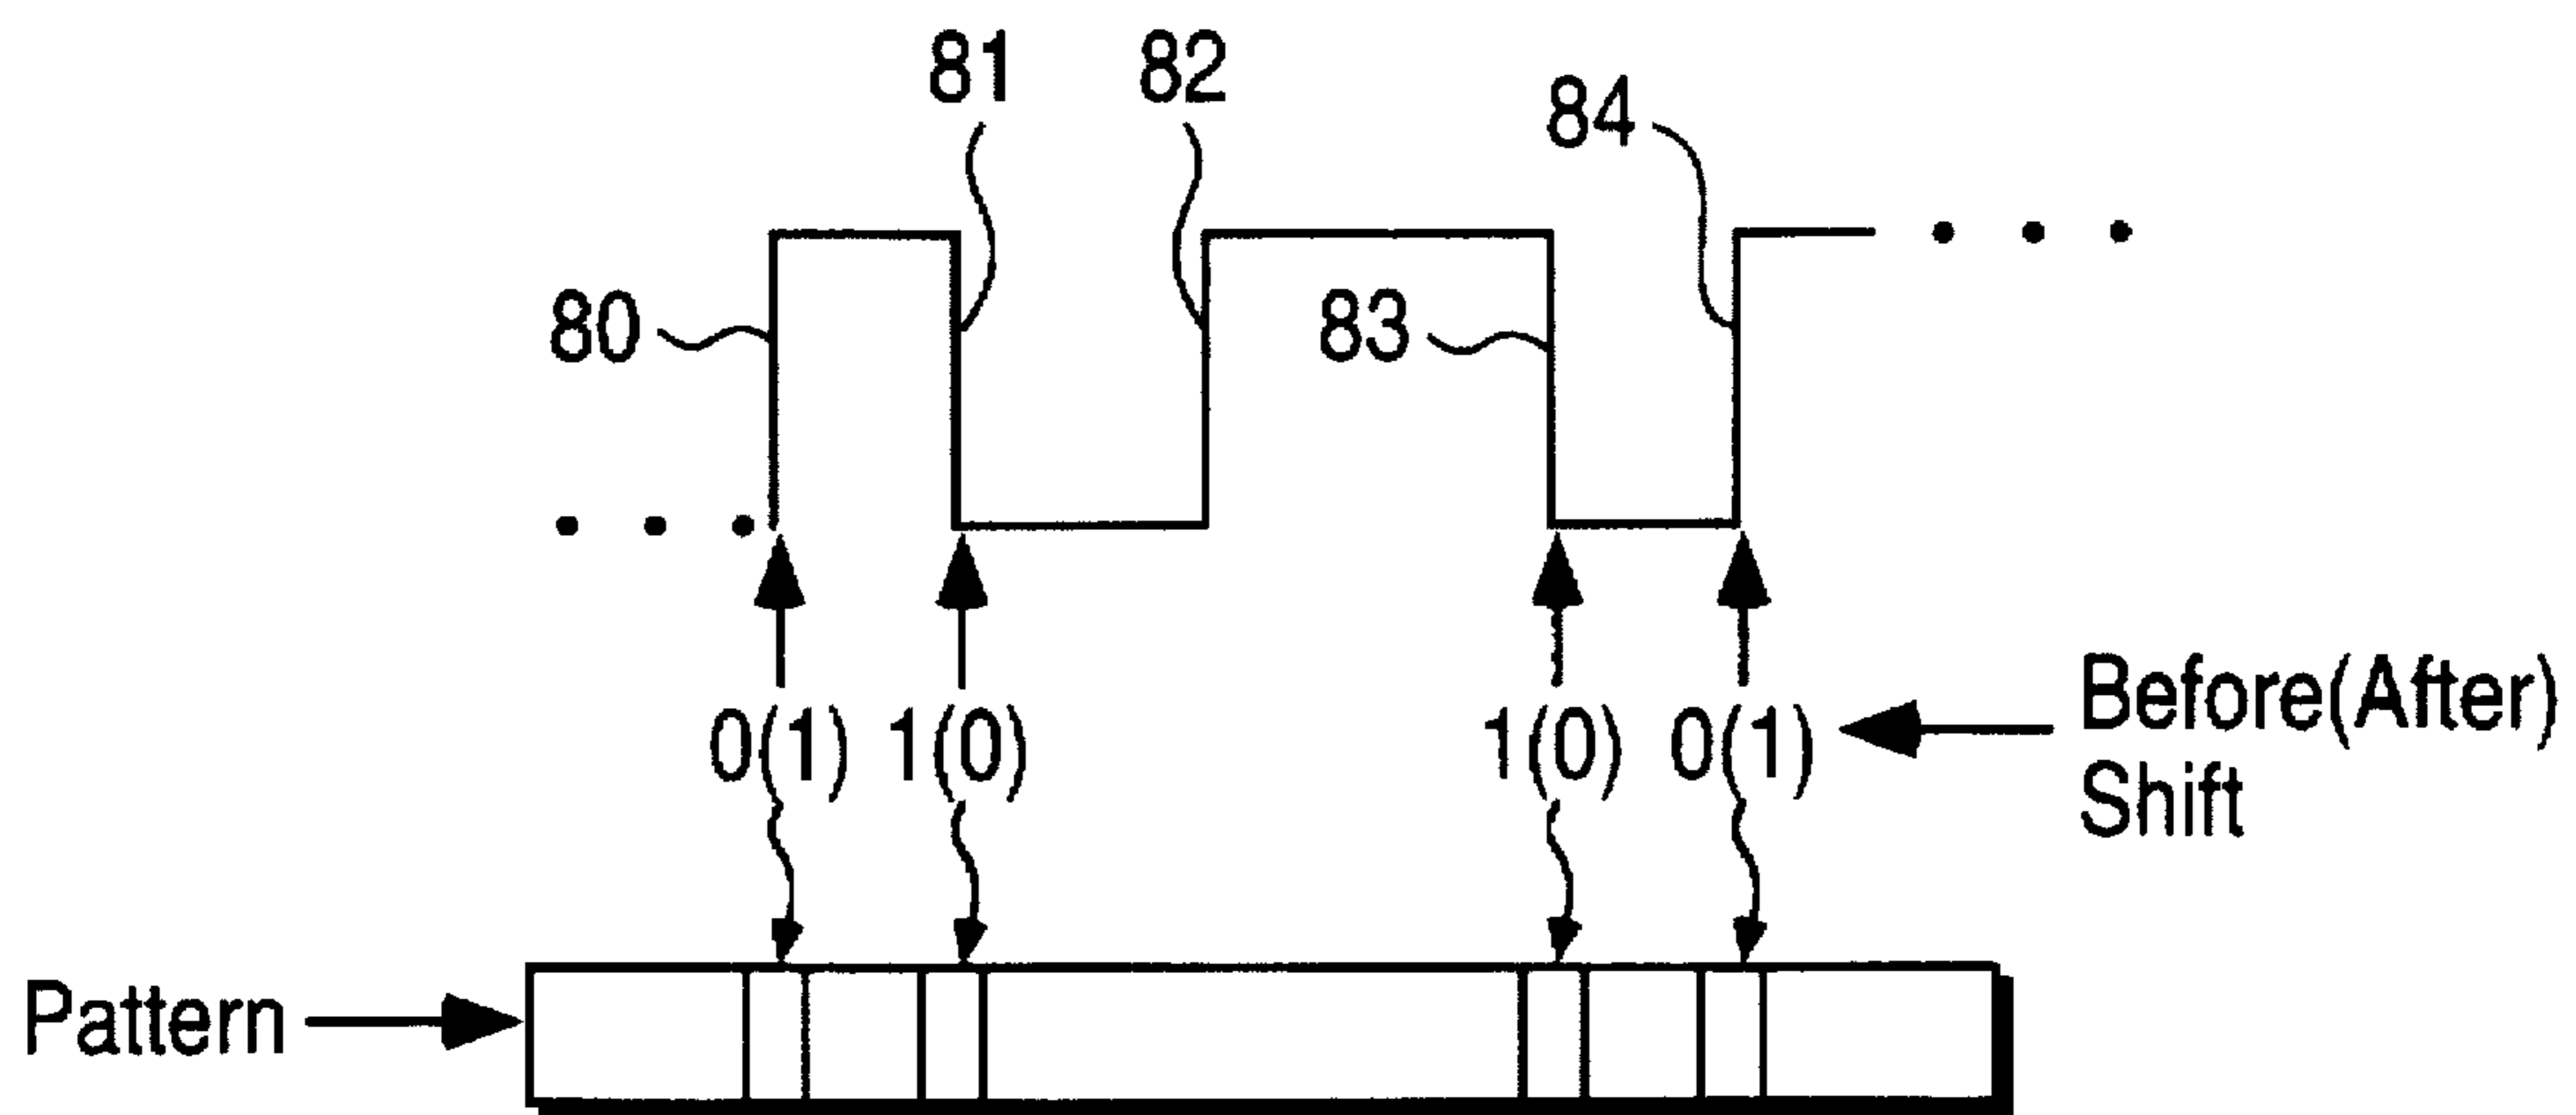 81 82
84
80 83
0(1) 1(0) 1(0) 0(1) Before(After)
Shift
Pattern